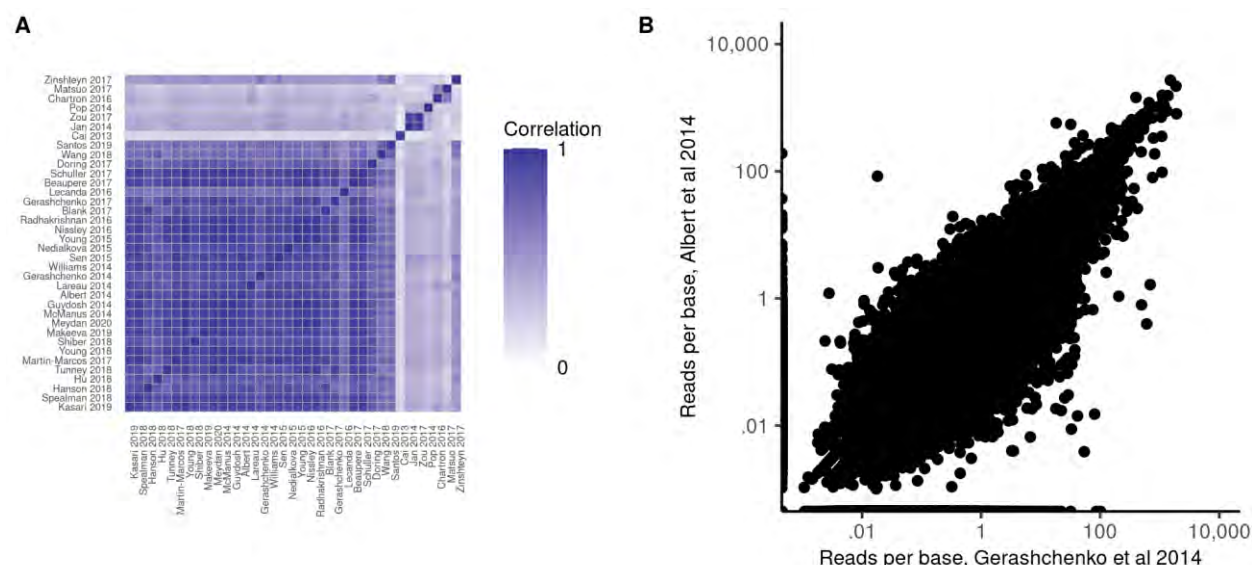 A
Zinshteyn 2017
Matsuo 2017
Chartron 2016
Pop 2014
Zou 2017
Jan 2014
Cai 2013
Santos 2019
Wang 2018
Doring 2017
Schuller 2017
Beaupere 2017
Lecanda 2016
Gerashchenko 2017
Blank 2017
Radhakrishnan 2016
Nissley 2016
Young 2015
Nedialkova 2015
Sen 2015
Williams 2014
Gerashchenko 2014
Lareau 2014
Albert 2014
Guydosh 2014
McManus 2014
Meydan 2020
Makeeva 2019
Shiber 2018
Young 2018
Martin-Marcos 2017
Tunney 2018
Hu 2018
Hanson 2018
Spealman 2018
Kasari 2019
Kasari 2019
Spealman 2018
Hanson 2018
Hu 2018
Tunney 2018
Martin-Marcos 2017
Young 2018
Shiber 2018
Makeeva 2019
Meydan 2020
McManus 2014
Guydosh 2014
Albert 2014
Lareau 2014
Gerashchenko 2014
Williams 2014
Sen 2015
Nedialkova 2015
Young 2015
Nissley 2016
Radhakrishnan 2016
Blank 2017
Gerashchenko 2017
Lecanda 2016
Beaupere 2017
Schuller 2017
Doring 2017
Wang 2018
Santos 2019
Cai 2013
Jan 2014
Zou 2017
Pop 2014
Chartron 2016
Matsuo 2017
Zinshteyn 2017
Correlation
1
0
B
Reads per base, Albert et al 2014
10,000
100
1
.01
.01
1
100
10,000
Reads per base, Gerashchenko et al 2014